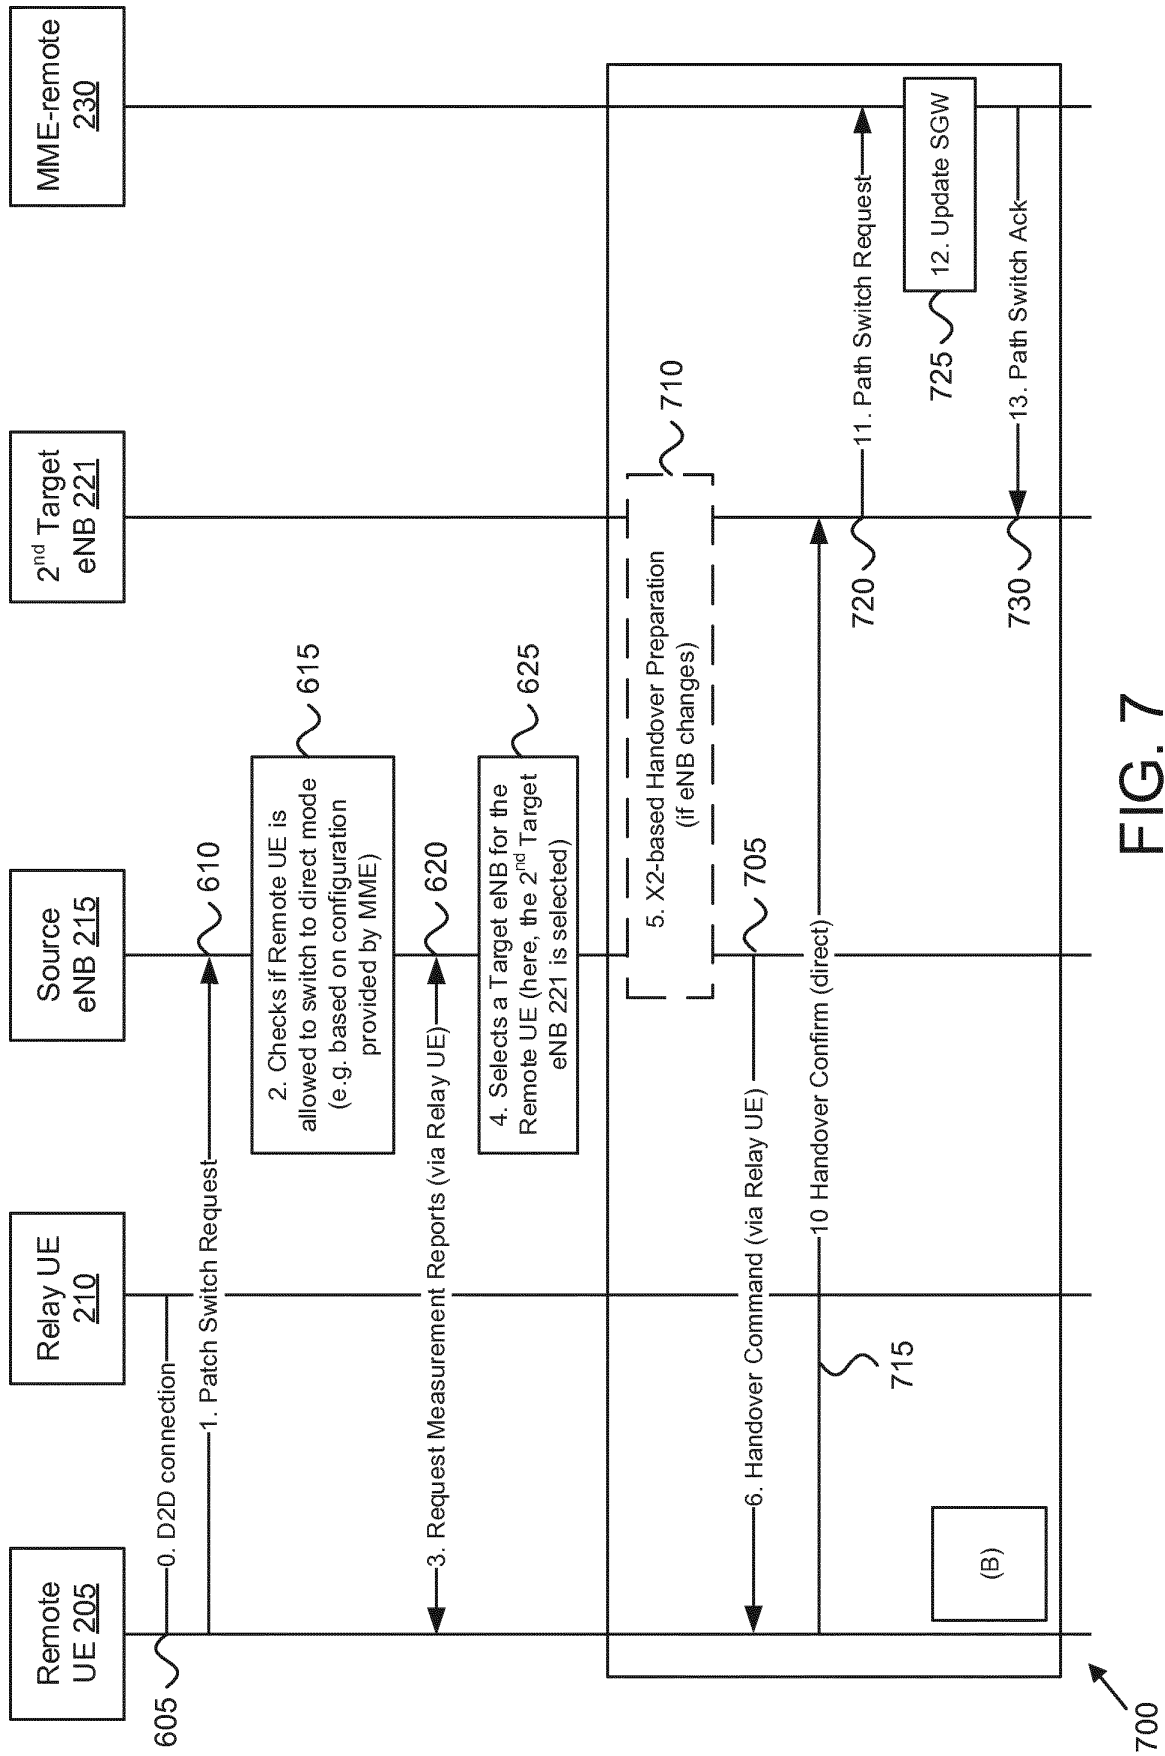 Remote
UE 205
Relay UE
210
Source
eNB 215
2nd Target
eNB 221
MME-remote
230
605
0. D2D connection
1. Patch Switch Request
610
2. Checks if Remote UE is
allowed to switch to direct mode
(e.g. based on configuration
provided by MME)
615
3. Request Measurement Reports (via Relay UE)
620
4. Selects a Target eNB for the
Remote UE (here, the 2nd Target
eNB 221 is selected)
625
5. X2-based Handover Preparation
(if eNB changes)
710
6. Handover Command (via Relay UE)
705
10 Handover Confirm (direct)
715
11. Path Switch Request
720
12. Update SGW
725
13. Path Switch Ack
730
(B)
700
FIG. 7